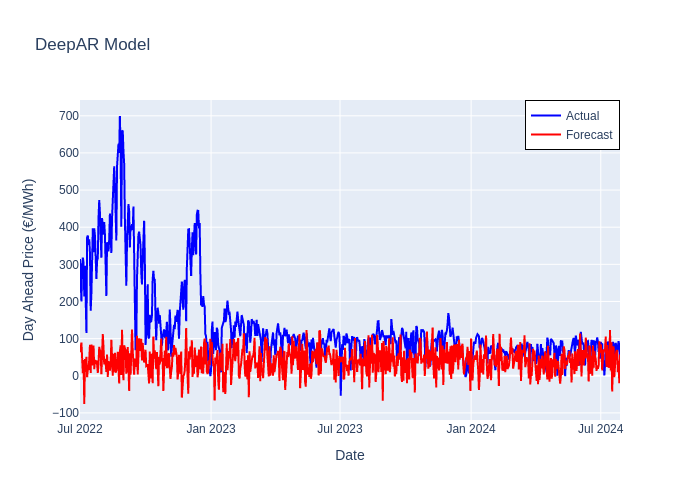 DeepAR Model
Actual
Forecast
700
600
500
400
300
200
100
0
−100
Day Ahead Price (€/MWh)
Jul 2022
Jan 2023
Jul 2023
Jan 2024
Jul 2024
Date